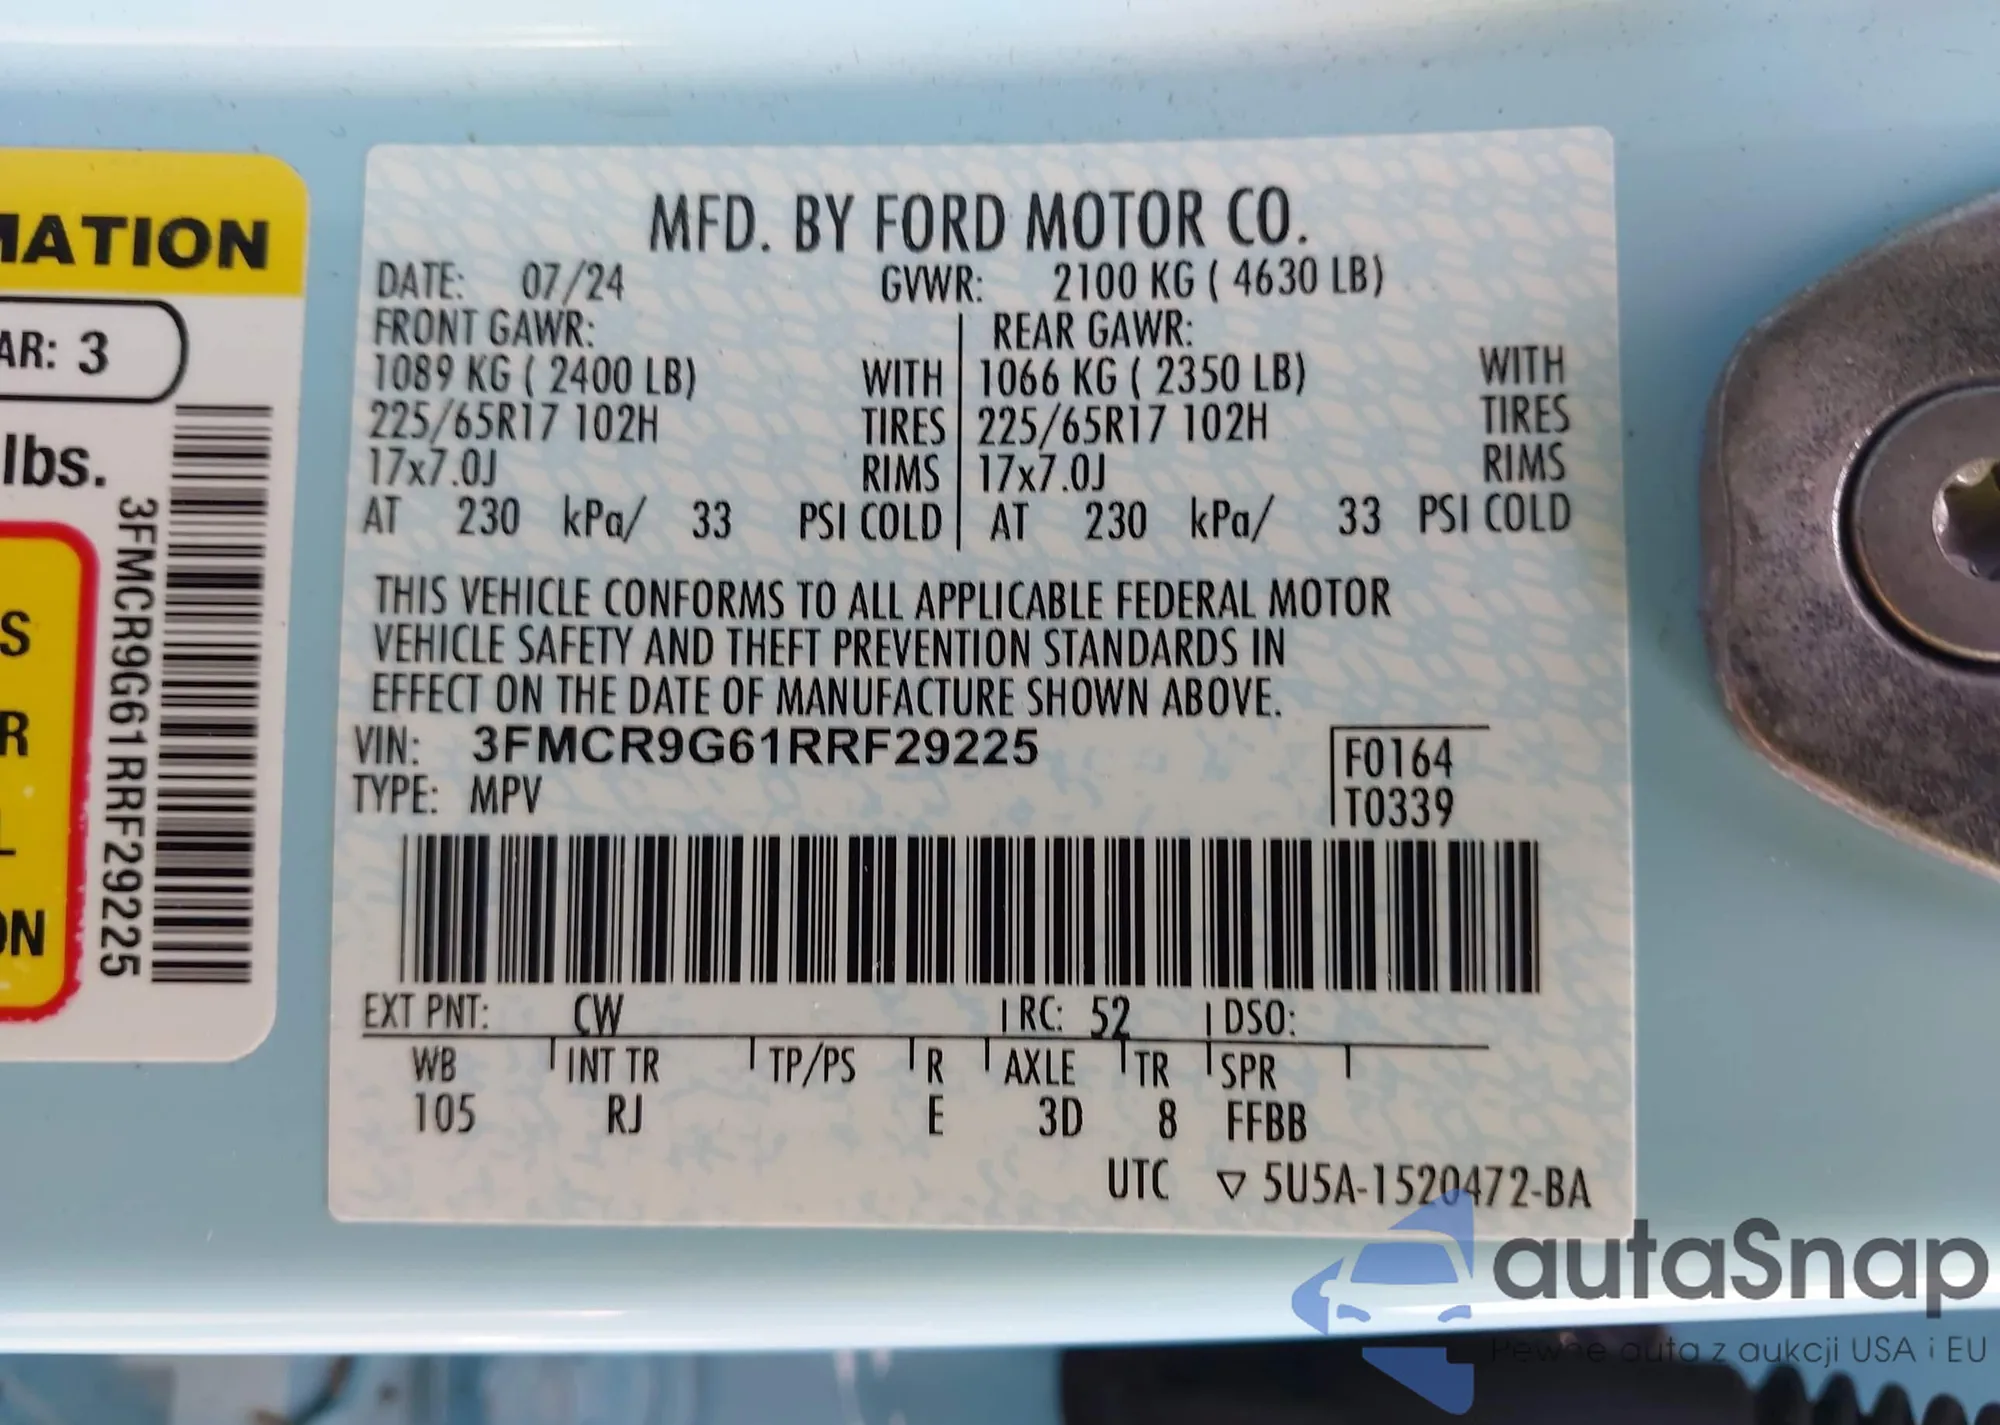 MATION
AR: 3
lbs.
S
R
L
ON
3FMCR9G61RRF29225
MFD. BY FORD MOTOR CO.
DATE: 07/24 GVWR: 2100 KG ( 4630 LB)
FRONT GAWR: REAR GAWR:
1089 KG ( 2400 LB) WITH 1066 KG ( 2350 LB) WITH
225/65R17 102H TIRES 225/65R17 102H TIRES
17x7.0J RIMS 17x7.0J RIMS
AT 230 kPa/ 33 PSI COLD AT 230 kPa/ 33 PSI COLD
THIS VEHICLE CONFORMS TO ALL APPLICABLE FEDERAL MOTOR
VEHICLE SAFETY AND THEFT PREVENTION STANDARDS IN
EFFECT ON THE DATE OF MANUFACTURE SHOWN ABOVE.
VIN: 3FMCR9G61RRF29225 F0164
TYPE: MPV T0339
EXT PNT: CW RC: 52 DSO:
WB INT TR TP/PS R AXLE TR SPR
105 RJ E 3D 8 FFBB
UTC ▽ 5U5A-1520472-BA
autaSnap
Pewne auta z aukcji USA i EU